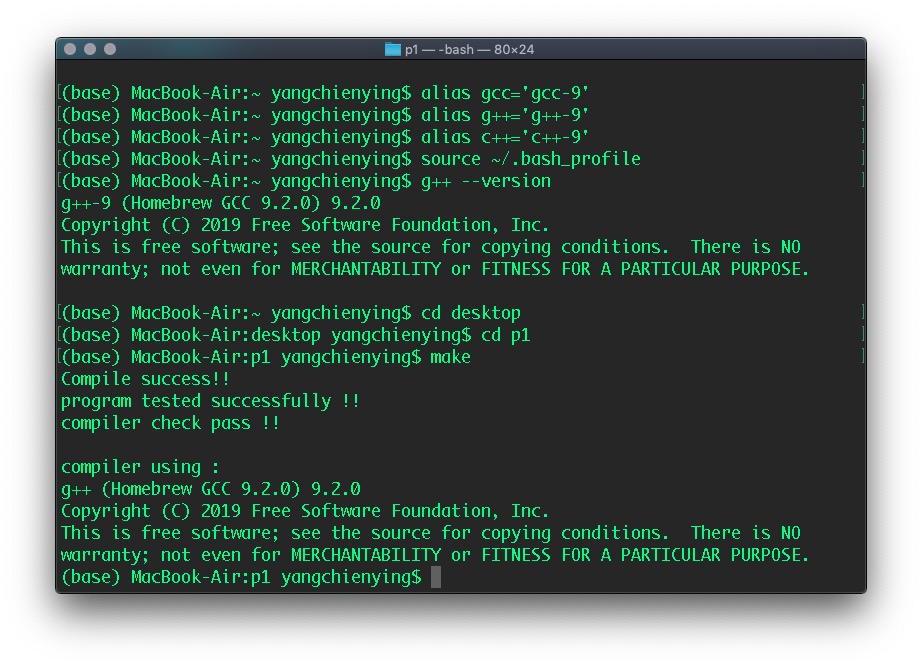 p1 — -bash — 80×24
[(base) MacBook-Air:~ yangchienying$ alias gcc='gcc-9' ]
[(base) MacBook-Air:~ yangchienying$ alias g++='g++-9' ]
[(base) MacBook-Air:~ yangchienying$ alias c++='c++-9' ]
[(base) MacBook-Air:~ yangchienying$ source ~/.bash_profile ]
[(base) MacBook-Air:~ yangchienying$ g++ --version ]
g++-9 (Homebrew GCC 9.2.0) 9.2.0
Copyright (C) 2019 Free Software Foundation, Inc.
This is free software; see the source for copying conditions.  There is NO
warranty; not even for MERCHANTABILITY or FITNESS FOR A PARTICULAR PURPOSE.
[(base) MacBook-Air:~ yangchienying$ cd desktop ]
[(base) MacBook-Air:desktop yangchienying$ cd p1 ]
[(base) MacBook-Air:p1 yangchienying$ make ]
Compile success!!
program tested successfully !!
compiler check pass !!
compiler using :
g++ (Homebrew GCC 9.2.0) 9.2.0
Copyright (C) 2019 Free Software Foundation, Inc.
This is free software; see the source for copying conditions.  There is NO
warranty; not even for MERCHANTABILITY or FITNESS FOR A PARTICULAR PURPOSE.
(base) MacBook-Air:p1 yangchienying$